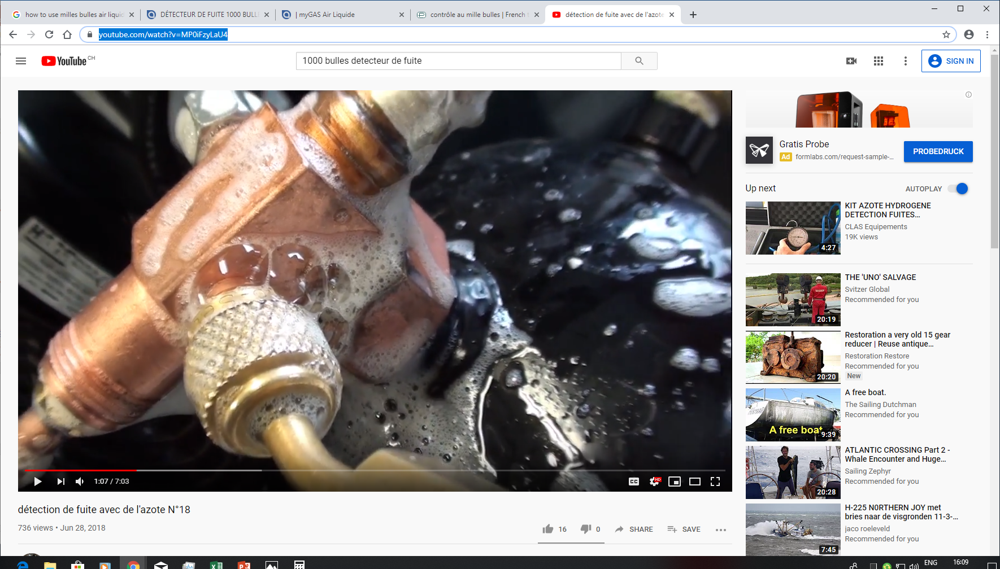 how to use milles bulles air liquid
DÉTECTEUR DE FUITE 1000 BULL
| myGAS Air Liquide
contrôle au mille bulles | French t
détection de fuite avec de l'azote
youtube.com/watch?v=MP0iFzyLaU4
YouTube CH
1000 bulles detecteur de fuite
SIGN IN
Gratis Probe
Ad formlabs.com/request-sample-...
PROBEDRUCK
Up next
AUTOPLAY
KIT AZOTE HYDROGENE
DETECTION FUITES...
CLAS Equipements
19K views
4:27
THE 'UNO' SALVAGE
Svitzer Global
Recommended for you
20:19
Restoration a very old 15 gear
reducer | Reuse antique...
Restoration Restore
Recommended for you
New
20:20
A free boat.
The Sailing Dutchman
Recommended for you
A free boat
9:39
ATLANTIC CROSSING Part 2 -
Whale Encounter and Huge...
Sailing Zephyr
Recommended for you
20:28
H-225 N0RTHERN JOY met
bries naar de visgronden 11-3-...
jaco roeleveld
Recommended for you
7:45
1:07 / 7:03
CC
HD
détection de fuite avec de l'azote N°18
736 views • Jun 28, 2018
16
0
SHARE
SAVE
ENG
16:09